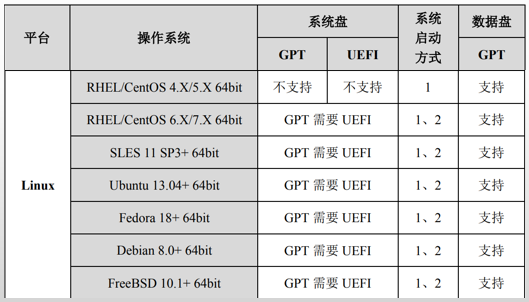 平台 操作系统 系统盘 系统启动方式 数据盘
GPT UEFI GPT
Linux
RHEL/CentOS 4.X/5.X 64bit 不支持 不支持 1 支持
RHEL/CentOS 6.X/7.X 64bit GPT 需要 UEFI 1、2 支持
SLES 11 SP3+ 64bit GPT 需要 UEFI 1、2 支持
Ubuntu 13.04+ 64bit GPT 需要 UEFI 1、2 支持
Fedora 18+ 64bit GPT 需要 UEFI 1、2 支持
Debian 8.0+ 64bit GPT 需要 UEFI 1、2 支持
FreeBSD 10.1+ 64bit GPT 需要 UEFI 1、2 支持